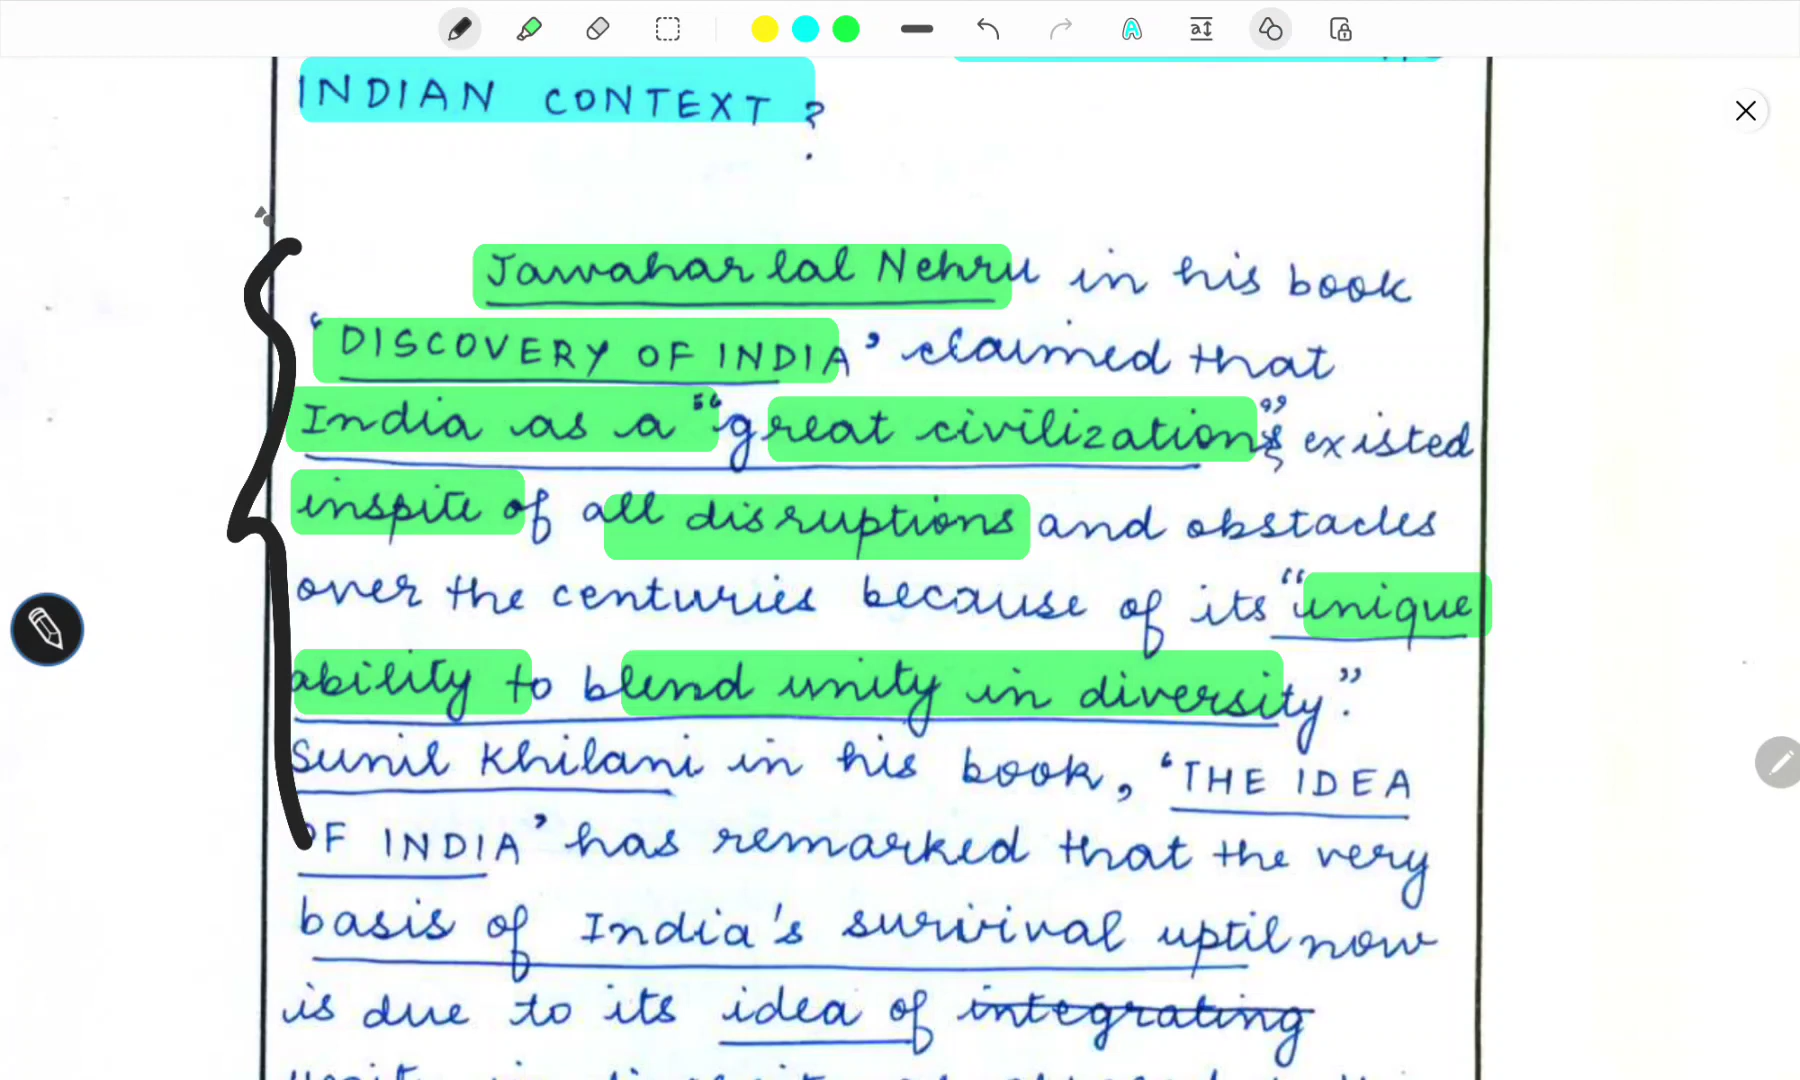 INDIAN CONTEXT ?
Jawahar lal Nehru in his book
'DISCOVERY OF INDIA' claimed that
India as a "great civilization" existed
inspite of all disruptions and obstacles
over the centuries because of its "unique
ability to blend unity in diversity."
Sunil Khilani in his book, 'THE IDEA
OF INDIA' has remarked that the very
basis of India's survival uptil now
is due to its idea of integrating